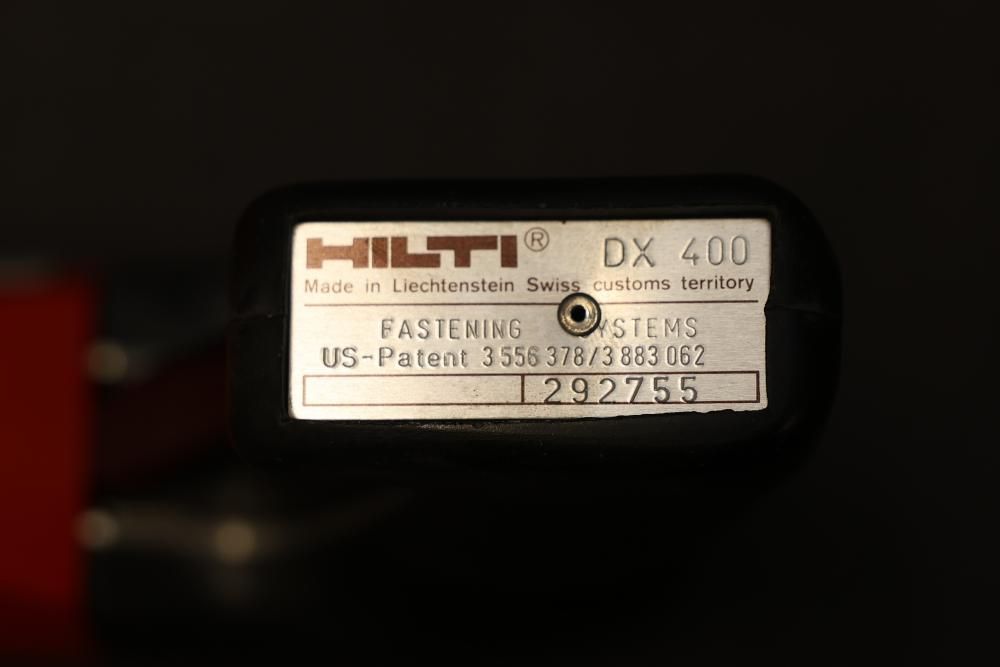 HILTI® DX 400
Made in Liechtenstein Swiss customs territory
FASTENING SYSTEMS
US-Patent 3 556 378/3 883 062
292755